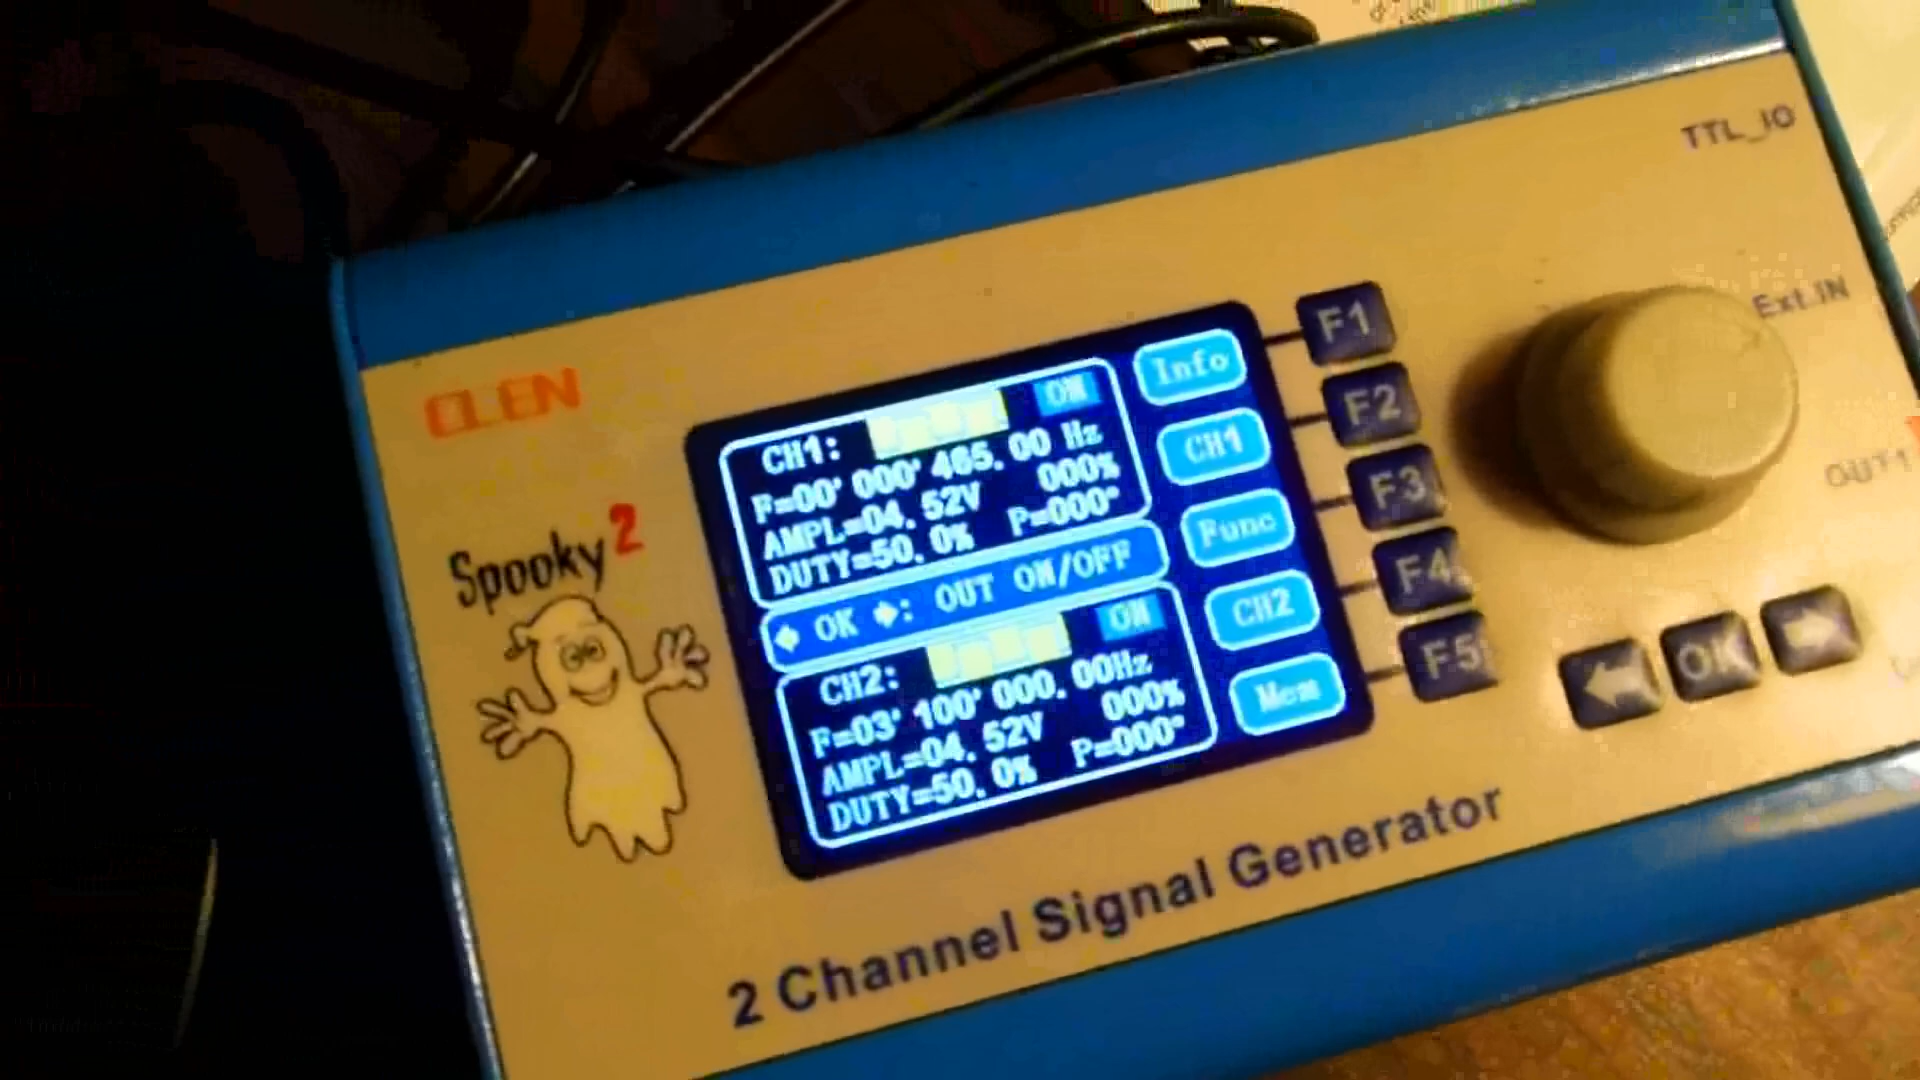 TTL_IO
Ext.IN
OUT1
CLEN
Spooky2
CH1: ON
F=00'000'465.00 Hz
AMPL=04.52V 000%
DUTY=50.0% P=000°
OK : OUT ON/OFF
CH2: ON
F=03'100'000.00Hz
AMPL=04.52V 000%
DUTY=50.0% P=000°
Info
CH1
Func
CH2
Mem
F1
F2
F3
F4
F5
OK
2 Channel Signal Generator